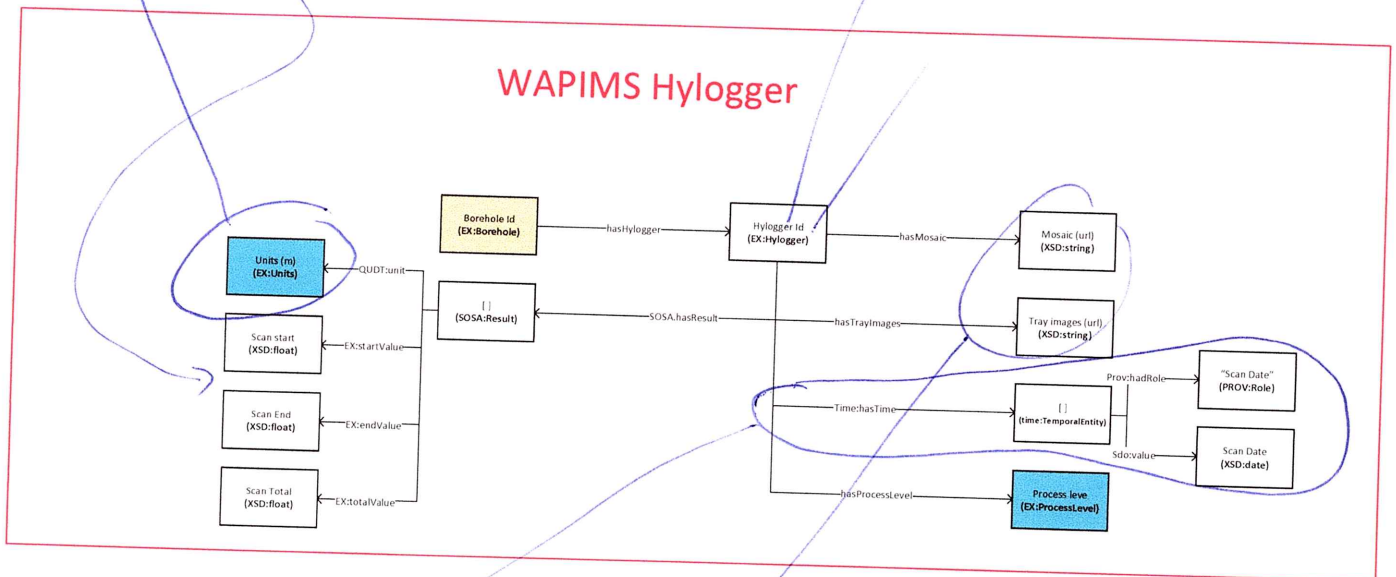 WAPIMS Hylogger
Borehole Id
(EX:Borehole)
hasHylogger
Hylogger Id
(EX:Hylogger)
hasMosaic
Mosaic (url)
(XSD:string)
Units (m)
(EX:Units)
QUDT:unit
[ ]
(SOSA:Result)
SOSA.hasResult
hasTrayImages
Tray images (url)
(XSD:string)
Scan start
(XSD:float)
EX:startValue
Scan End
(XSD:float)
EX:endValue
Scan Total
(XSD:float)
EX:totalValue
Time:hasTime
[ ]
(time:TemporalEntity)
Prov:hadRole
"Scan Date"
(PROV:Role)
Sdo:value
Scan Date
(XSD:date)
hasProcessLevel
Process leve
(EX:ProcessLevel)